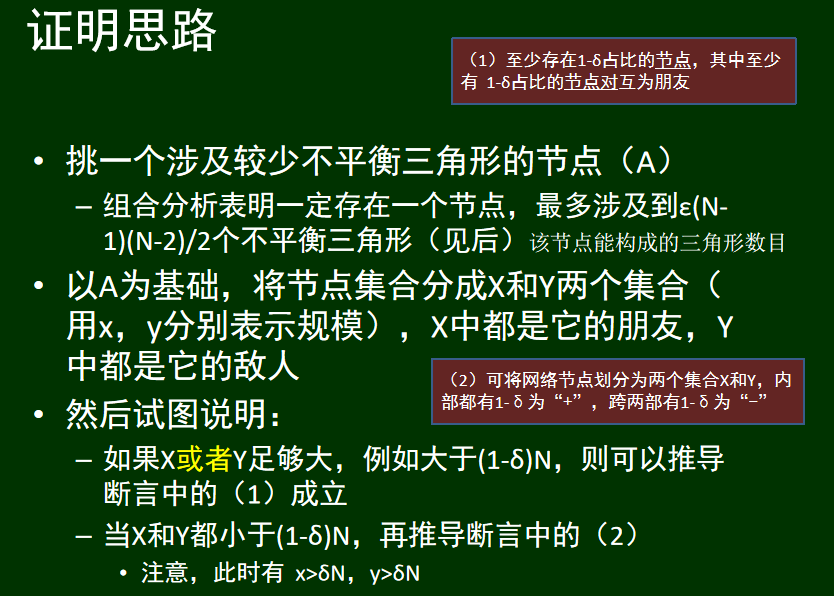 证明思路
（1）至少存在1-δ占比的节点，其中至少
有 1-δ占比的节点对互为朋友
• 挑一个涉及较少不平衡三角形的节点（A）
– 组合分析表明一定存在一个节点，最多涉及到ε(N-
1)(N-2)/2个不平衡三角形（见后）该节点能构成的三角形数目
• 以A为基础，将节点集合分成X和Y两个集合（
用x，y分别表示规模），X中都是它的朋友，Y
中都是它的敌人
（2）可将网络节点划分为两个集合X和Y，内
部都有1- δ 为“+”，跨两部有1- δ 为“−”
• 然后试图说明：
– 如果X或者Y足够大，例如大于(1-δ)N，则可以推导
断言中的（1）成立
– 当X和Y都小于(1-δ)N，再推导断言中的（2）
• 注意，此时有 x>δN，y>δN